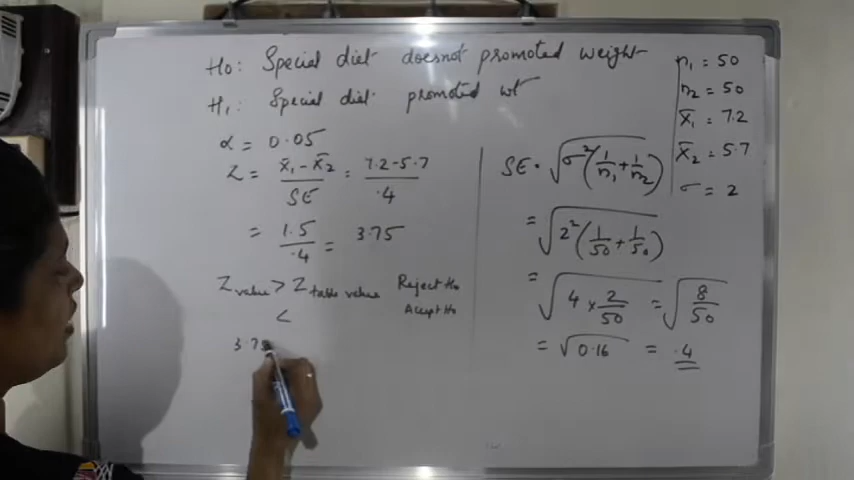 Ho: Special diet doesnot promoted weight
H1: Special diet promoted wt
α = 0.05
Z = x̄1 - x̄2 / SE = 7.2-5.7 / .4
= 1.5 / .4 = 3.75
Zvalue > Ztable value Reject Ho
< Accept Ho
3.75
SE = √σ²(1/n1 + 1/n2)
= √2²(1/50 + 1/50)
= √4 × 2/50 = √8/50
= √0.16 = .4
n1 = 50
n2 = 50
x̄1 = 7.2
x̄2 = 5.7
σ = 2